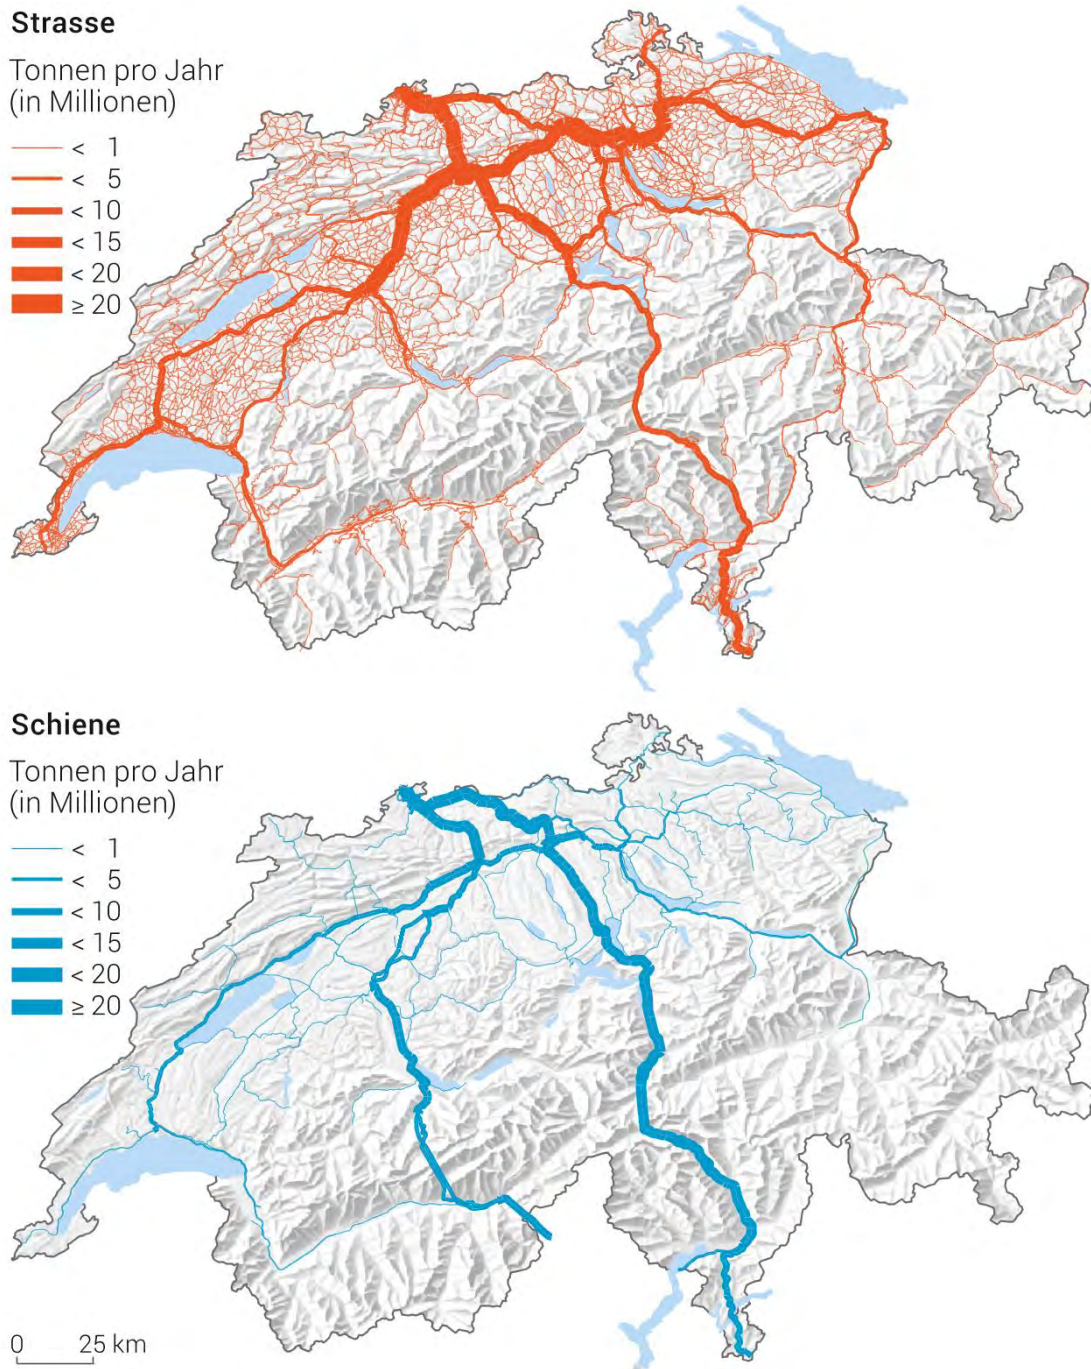 Strasse
Tonnen pro Jahr
(in Millionen)
< 1
< 5
< 10
< 15
< 20
≥ 20
Schiene
Tonnen pro Jahr
(in Millionen)
< 1
< 5
< 10
< 15
< 20
≥ 20
0 25 km